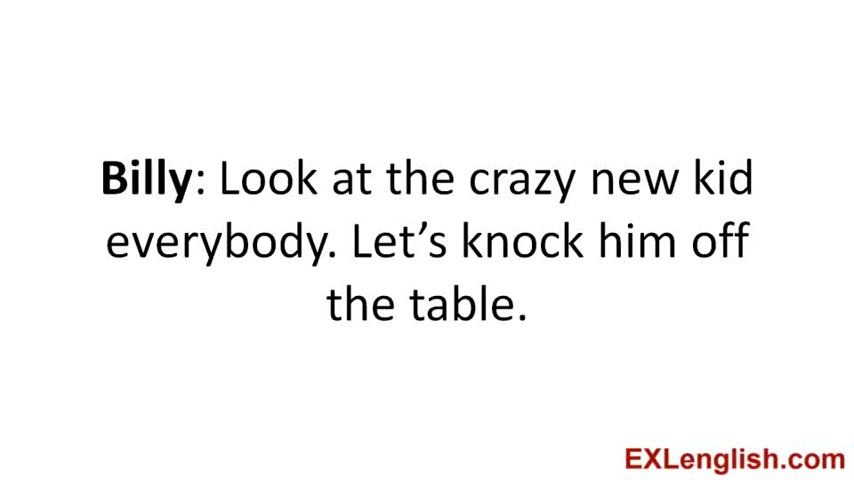 Billy: Look at the crazy new kid
everybody. Let’s knock him off
the table.
EXLenglish.com